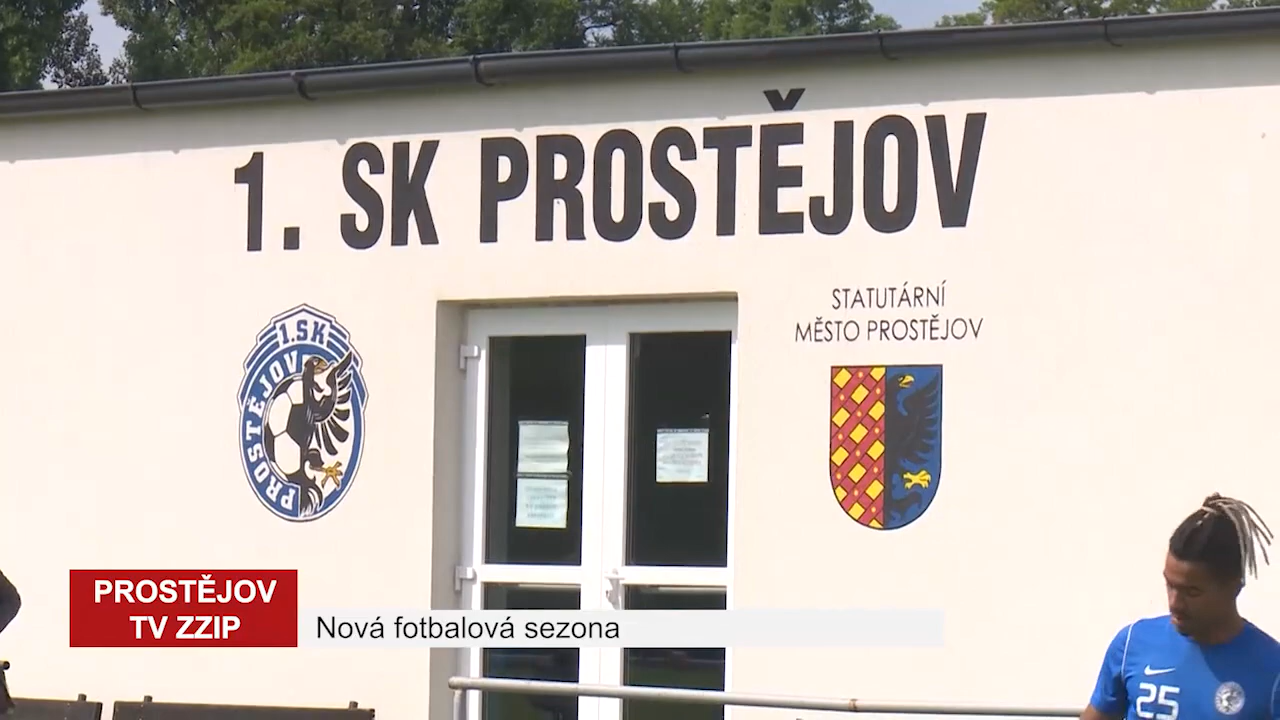 1. SK PROSTĚJOV
STATUTÁRNÍ
MĚSTO PROSTĚJOV
1.SK
PROSTĚJOV
PROSTĚJOV
TV ZZIP
Nová fotbalová sezona
25